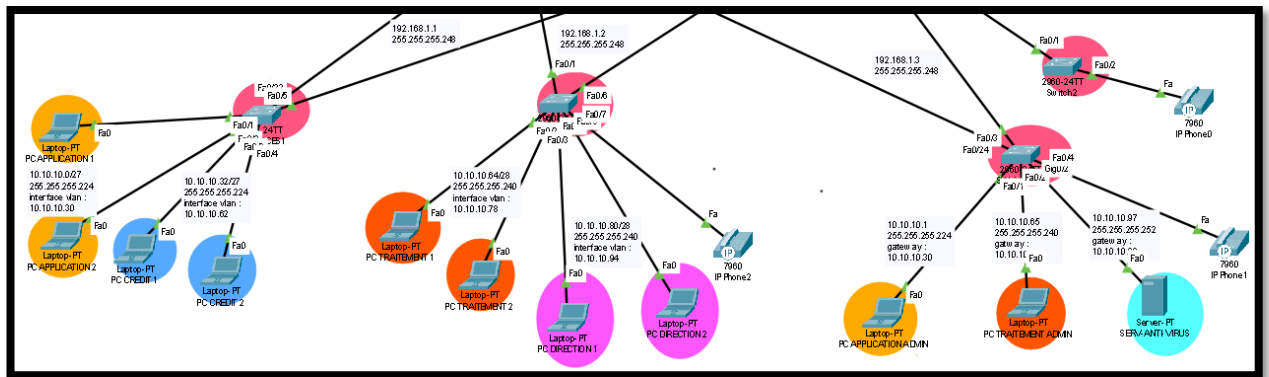 192.168.1.1
255.255.255.248
192.168.1.2
255.255.255.248
192.168.1.3
255.255.255.248
Fa0/1
Fa0/2
2960-24TT
Switch2
Fa
7960
IP Phone0
Fa0/5
24TT
Fa0/1
Fa0/4
Fa0
Laptop-PT
PC APPLICATION 1
10.10.10.0/27
255.255.255.224
interface vlan :
10.10.10.30
Fa0
Laptop-PT
PC APPLICATION 2
10.10.10.32/27
255.255.255.224
interface vlan :
10.10.10.62
Fa0
Laptop-PT
PC CREDIT 1
Fa0
Laptop-PT
PC CREDIT 2
Fa0/1
Fa0/6
Fa0/7
Fa0/3
10.10.10.64/28
255.255.255.240
interface vlan :
10.10.10.78
Fa0
Laptop-PT
PC TRAITEMENT 1
Fa0
Laptop-PT
PC TRAITEMENT 2
10.10.10.80/28
255.255.255.240
interface vlan :
10.10.10.94
Fa0
Laptop-PT
PC DIRECTION 1
Fa0
Laptop-PT
PC DIRECTION 2
Fa
IP
7960
IP Phone2
Fa0/3
Fa0/24
Fa0/4
Gig0/2
10.10.10.1
255.255.255.224
gateway :
10.10.10.30
Fa0
Laptop-PT
PC APPLICATION ADMIN
10.10.10.65
255.255.255.240
gateway :
Fa0
Laptop-PT
PC TRAITEMENT ADMIN
10.10.10.97
255.255.255.252
gateway :
Fa0
Server-PT
SERV-ANTI-VIRUS
Fa
IP
7960
IP Phone1